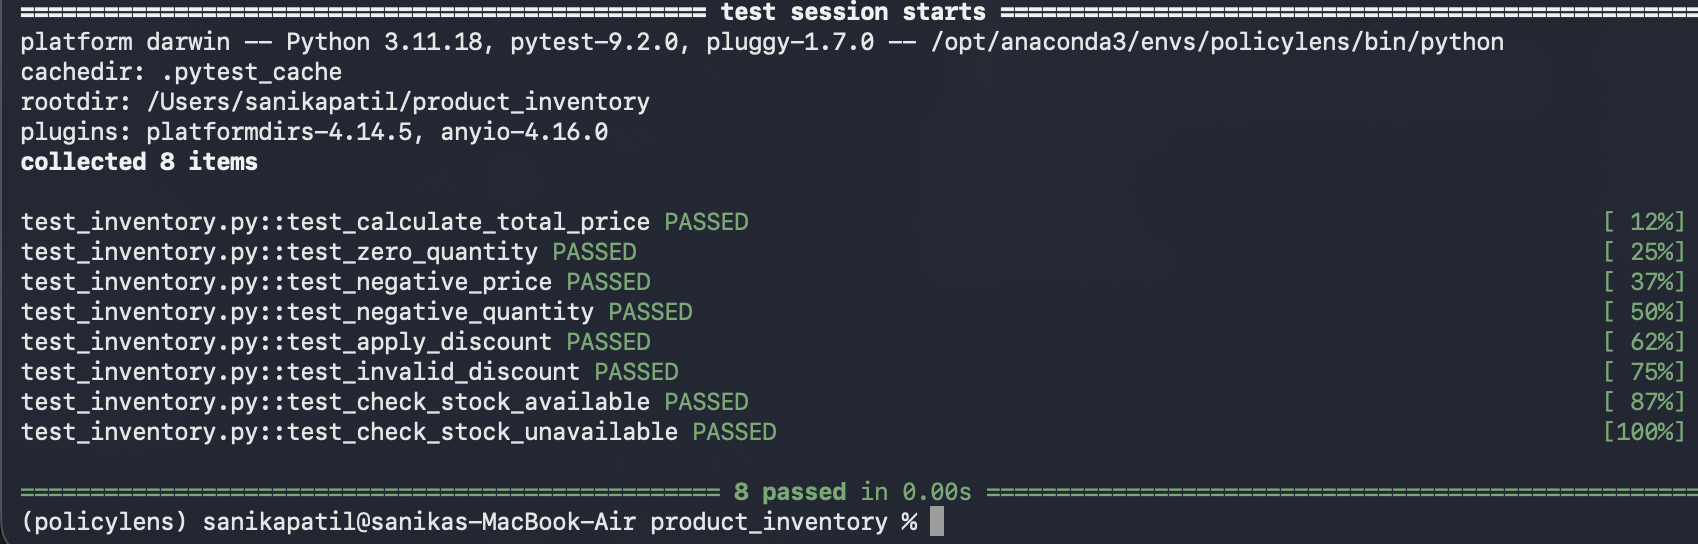 ================================================= test session starts ==================================================
platform darwin -- Python 3.11.18, pytest-9.2.0, pluggy-1.7.0 -- /opt/anaconda3/envs/policylens/bin/python
cachedir: .pytest_cache
rootdir: /Users/sanikapatil/product_inventory
plugins: platformdirs-4.14.5, anyio-4.16.0
collected 8 items
test_inventory.py::test_calculate_total_price PASSED [ 12%]
test_inventory.py::test_zero_quantity PASSED [ 25%]
test_inventory.py::test_negative_price PASSED [ 37%]
test_inventory.py::test_negative_quantity PASSED [ 50%]
test_inventory.py::test_apply_discount PASSED [ 62%]
test_inventory.py::test_invalid_discount PASSED [ 75%]
test_inventory.py::test_check_stock_available PASSED [ 87%]
test_inventory.py::test_check_stock_unavailable PASSED [100%]
================================================== 8 passed in 0.00s ===================================================
(policylens) sanikapatil@sanikas-MacBook-Air product_inventory %